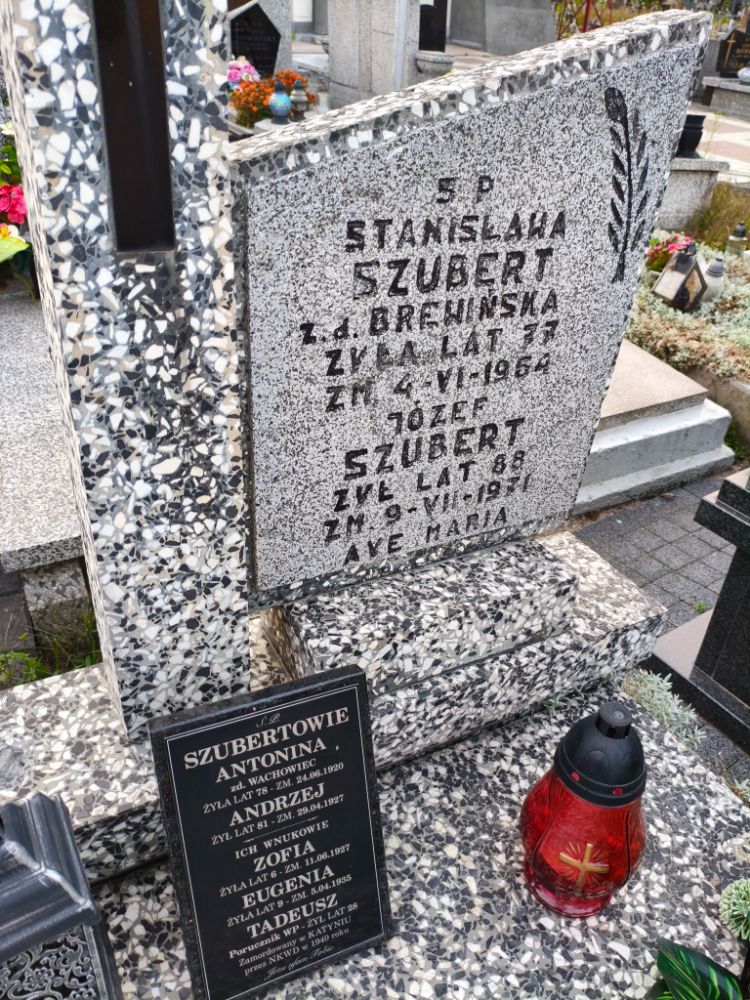 S P
STANISŁAWA
SZUBERT
z.d. BREWIŃSKA
ŻYŁA LAT 77
ZM 4-VI-1964
JÓZEF
SZUBERT
ŻYŁ LAT 88
ZM. 9-VII-1971
AVE MARIA
Ś.P.
SZUBERTOWIE
ANTONINA
zd. WACHOWIEC
ŻYŁA LAT 78 - ZM. 24.06.1920
ANDRZEJ
ŻYŁ LAT 81 - ZM. 29.04.1927
ICH WNUKOWIE
ZOFIA
ŻYŁA LAT 6 - ZM. 11.06.1927
EUGENIA
ŻYŁA LAT 9 - ZM. 5.04.1935
TADEUSZ
Porucznik WP - ŻYŁ LAT 28
Zamordowany w KATYNIU
przez NKWD w 1940 roku
Jezu ufam Tobie